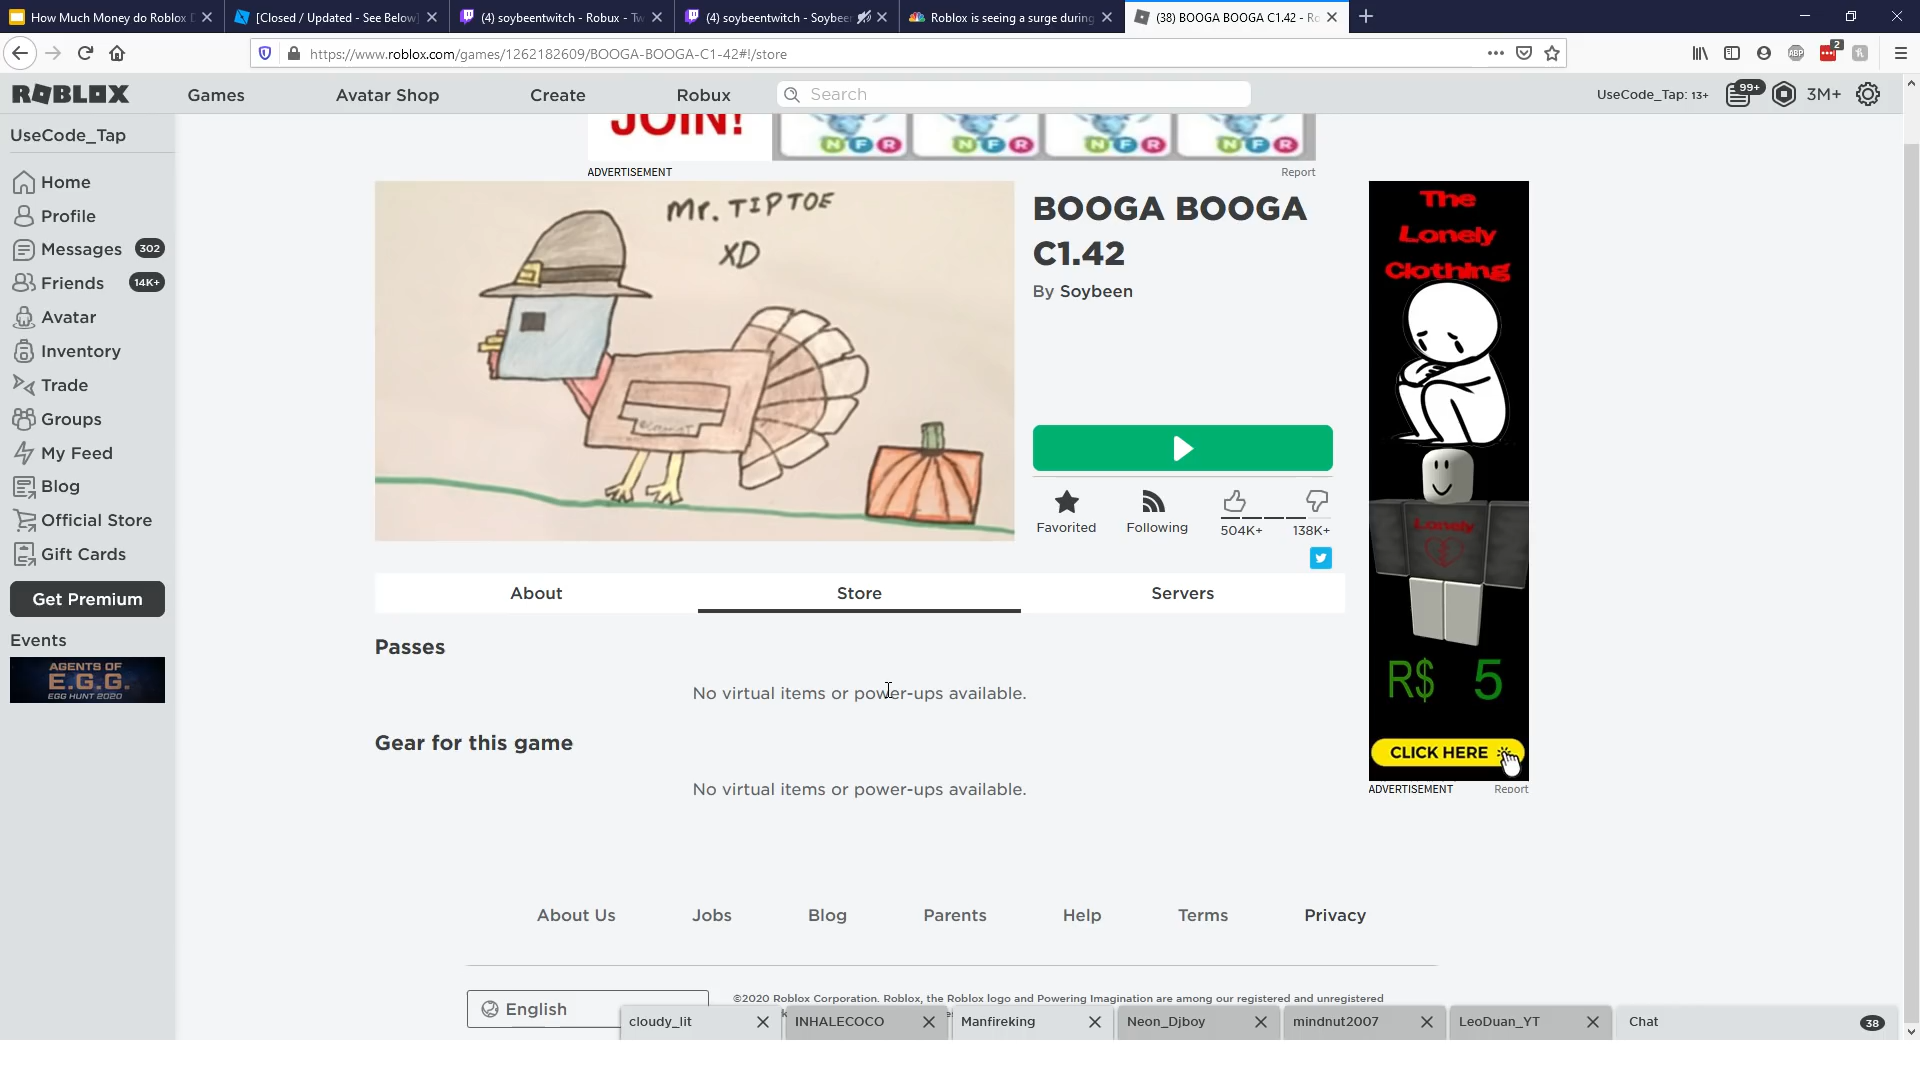 How Much Money do Roblox D
[Closed / Updated - See Below]
(4) soybeentwitch - Robux - Tw
(4) soybeentwitch - Soybeen
Roblox is seeing a surge during
(38) BOOGA BOOGA C1.42 - Ro
https://www.roblox.com/games/1262182609/BOOGA-BOOGA-C1-42#!/store
ABP
2
ROBLOX
Games
Avatar Shop
Create
Robux
Search
UseCode_Tap: 13+
99+
3M+
UseCode_Tap
Home
Profile
Messages 302
Friends 14K+
Avatar
Inventory
Trade
Groups
My Feed
Blog
Official Store
Gift Cards
Get Premium
Events
AGENTS OF
E.G.G.
EGG HUNT 2020
JOIN!
N F R N F R N F R N F R
ADVERTISEMENT
Report
Mr. TIPTOE
XD
BOOGA BOOGA
C1.42
By Soybeen
Favorited
Following
504K+
138K+
About
Store
Servers
Passes
No virtual items or power-ups available.
Gear for this game
No virtual items or power-ups available.
The
Lonely
Clothing
Lonely
R$ 5
CLICK HERE
ADVERTISEMENT
Report
About Us
Jobs
Blog
Parents
Help
Terms
Privacy
English
©2020 Roblox Corporation. Roblox, the Roblox logo and Powering Imagination are among our registered and unregistered
cloudy_lit
INHALECOCO
Manfireking
Neon_Djboy
mindnut2007
LeoDuan_YT
Chat
38